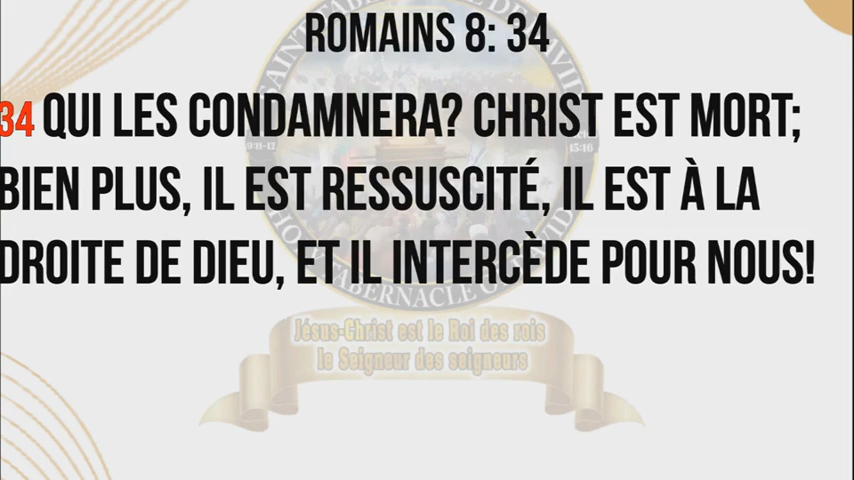 ROMAINS 8: 34
34 QUI LES CONDAMNERA? CHRIST EST MORT;
BIEN PLUS, IL EST RESSUSCITÉ, IL EST À LA
DROITE DE DIEU, ET IL INTERCÈDE POUR NOUS!
Jésus-Christ est le Roi des rois
le Seigneur des seigneurs